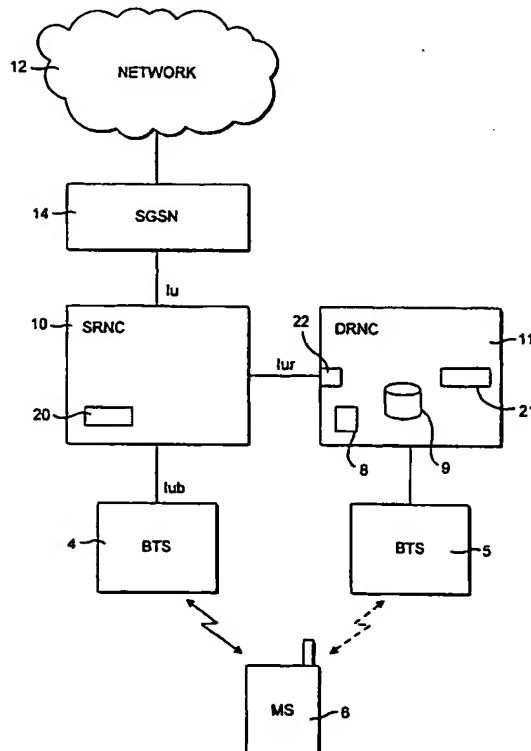 12
NETWORK
14
SGSN
Iu
10
SRNC
22
DRNC
11
Iur
20
21
8
9
Iub
4
BTS
BTS
5
MS
6